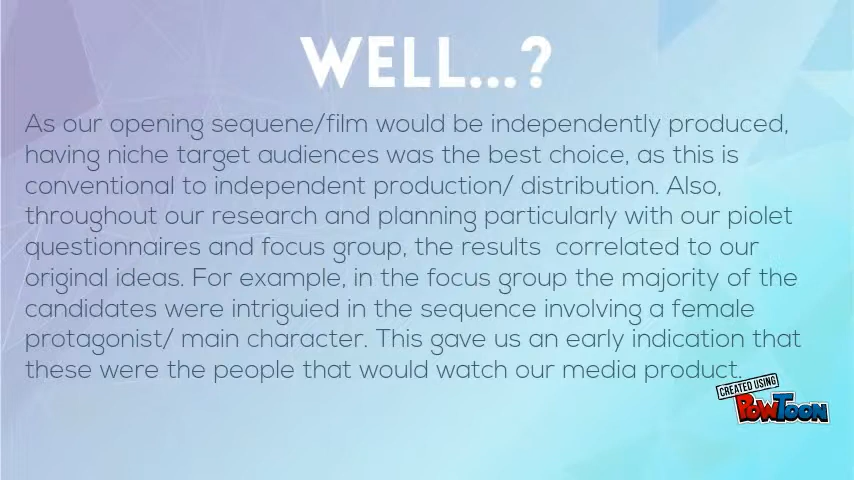 WELL...?
As our opening sequene/film would be independently produced,
having niche target audiences was the best choice, as this is
conventional to independent production/ distribution. Also,
throughout our research and planning particularly with our piolet
questionnaires and focus group, the results  correlated to our
original ideas. For example, in the focus group the majority of the
candidates were intriguied in the sequence involving a female
protagonist/ main character. This gave us an early indication that
these were the people that would watch our media product.
CREATED USING
POWTOON